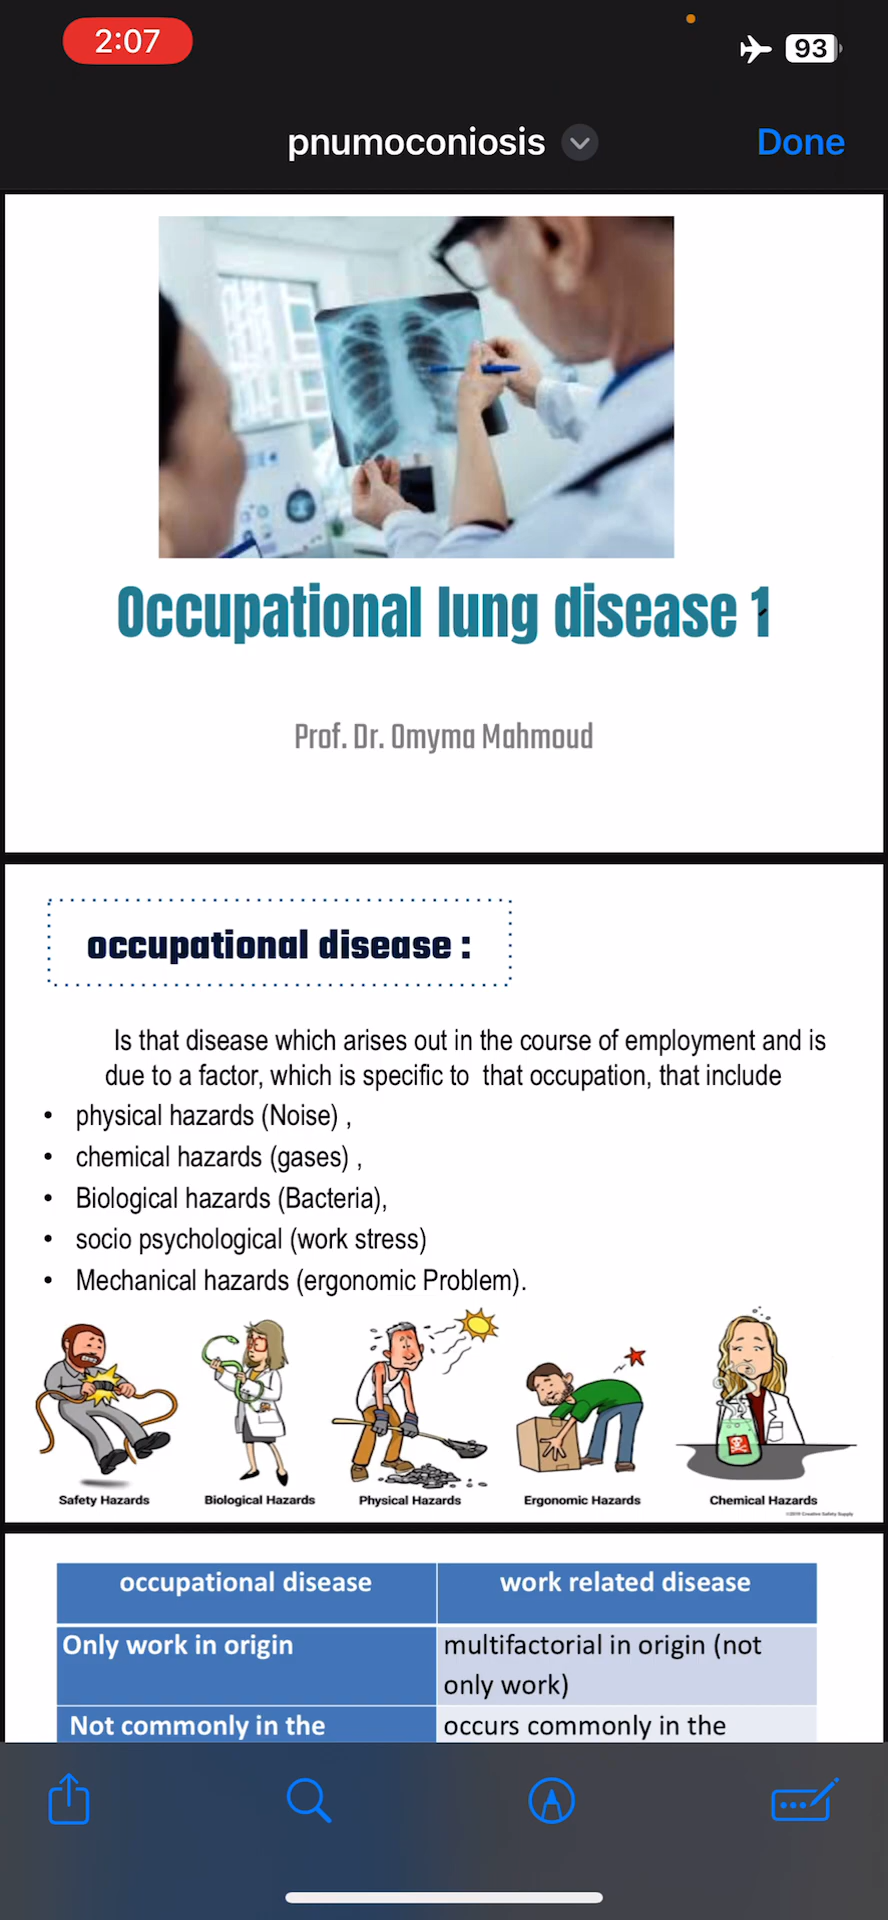 2:07
93
pnumoconiosis
Done
Occupational lung disease 1
Prof. Dr. Omyma Mahmoud
occupational disease :
Is that disease which arises out in the course of employment and is
due to a factor, which is specific to that occupation, that include
• physical hazards (Noise) ,
• chemical hazards (gases) ,
• Biological hazards (Bacteria),
• socio psychological (work stress)
• Mechanical hazards (ergonomic Problem).
Safety Hazards
Biological Hazards
Physical Hazards
Ergonomic Hazards
Chemical Hazards
©2019 Creative Safety Supply
occupational disease
work related disease
Only work in origin
multifactorial in origin (not
only work)
Not commonly in the
occurs commonly in the